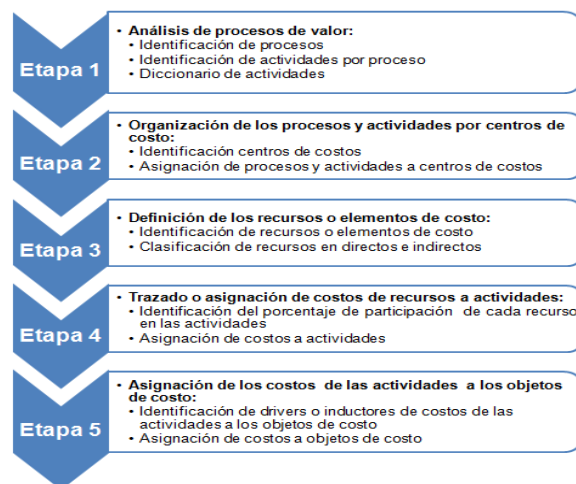 Etapa 1
• Análisis de procesos de valor:
• Identificación de procesos
• Identificación de actividades por proceso
• Diccionario de actividades
Etapa 2
• Organización de los procesos y actividades por centros de
costo:
• Identificación centros de costos
• Asignación de procesos y actividades a centros de costos
Etapa 3
• Definición de los recursos o elementos de costo:
• Identificación de recursos o elementos de costo
• Clasificación de recursos en directos e indirectos
Etapa 4
• Trazado o asignación de costos de recursos a actividades:
• Identificación del porcentaje de participación de cada recurso
en las actividades
• Asignación de costos a actividades
Etapa 5
• Asignación de los costos de las actividades a los objetos
de costo:
• Identificación de drivers o inductores de costos de las
actividades a los objetos de costo
• Asignación de costos a objetos de costo